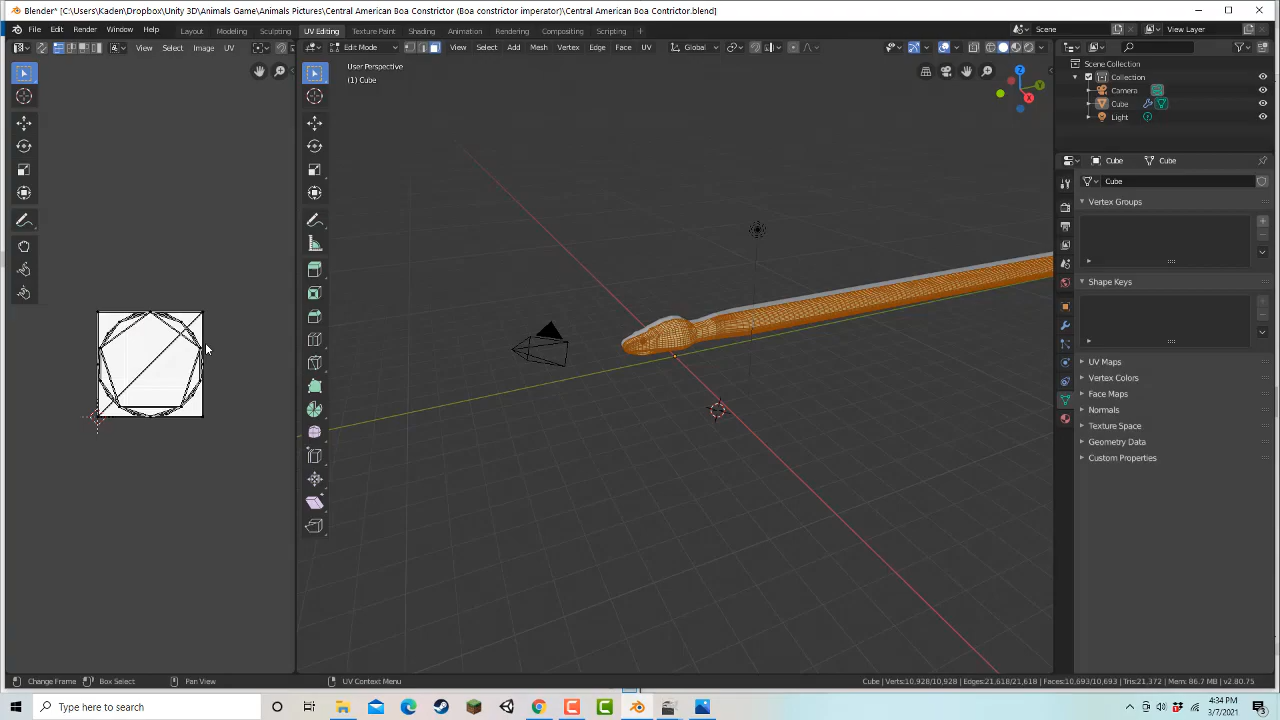 Blender* [C:\Users\Kaden\Dropbox\Unity 3D\Animals Game\Animals Pictures\Central American Boa Constrictor (Boa constrictor imperator)\Central American Boa Contrictor.blend]
File Edit Render Window Help Layout Modeling Sculpting UV Editing Texture Paint Shading Animation Rendering Compositing Scripting Scene View Layer
View Select Image UV Edit Mode View Select Add Mesh Vertex Edge Face UV Global
User Perspective
(1) Cube
Z
Y
X
Scene Collection
Collection
Camera
Cube
Light
Cube Cube
Cube
Vertex Groups
Shape Keys
UV Maps
Vertex Colors
Face Maps
Normals
Texture Space
Geometry Data
Custom Properties
Change Frame Box Select Pan View UV Context Menu Cube | Verts:10,928/10,928 | Edges:21,618/21,618 | Faces:10,693/10,693 | Tris:21,372 | Mem: 86.7 MB | v2.80.75
Type here to search
4:34 PM
3/7/2021